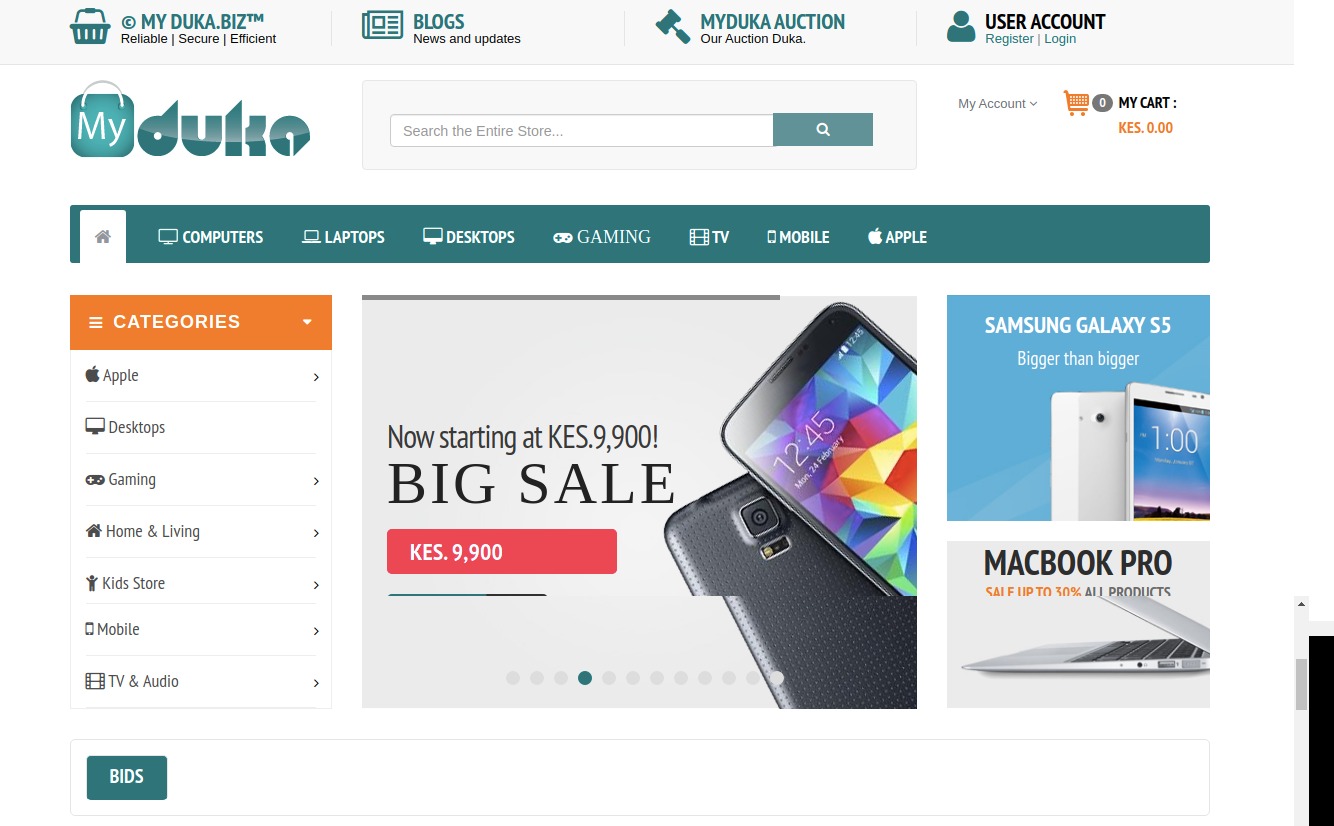 © MY DUKA.BIZ™
Reliable | Secure | Efficient
BLOGS
News and updates
MYDUKA AUCTION
Our Auction Duka.
USER ACCOUNT
Register | Login
My duka
Search the Entire Store...
My Account
0 MY CART :
KES. 0.00
COMPUTERS LAPTOPS DESKTOPS GAMING TV MOBILE APPLE
CATEGORIES
Apple
Desktops
Gaming
Home & Living
Kids Store
Mobile
TV & Audio
Now starting at KES.9,900!
BIG SALE
KES. 9,900
12:45
12:45
Mon, 24 February
SAMSUNG GALAXY S5
Bigger than bigger
1:00
MACBOOK PRO
SALE UP TO 30% ALL PRODUCTS
BIDS